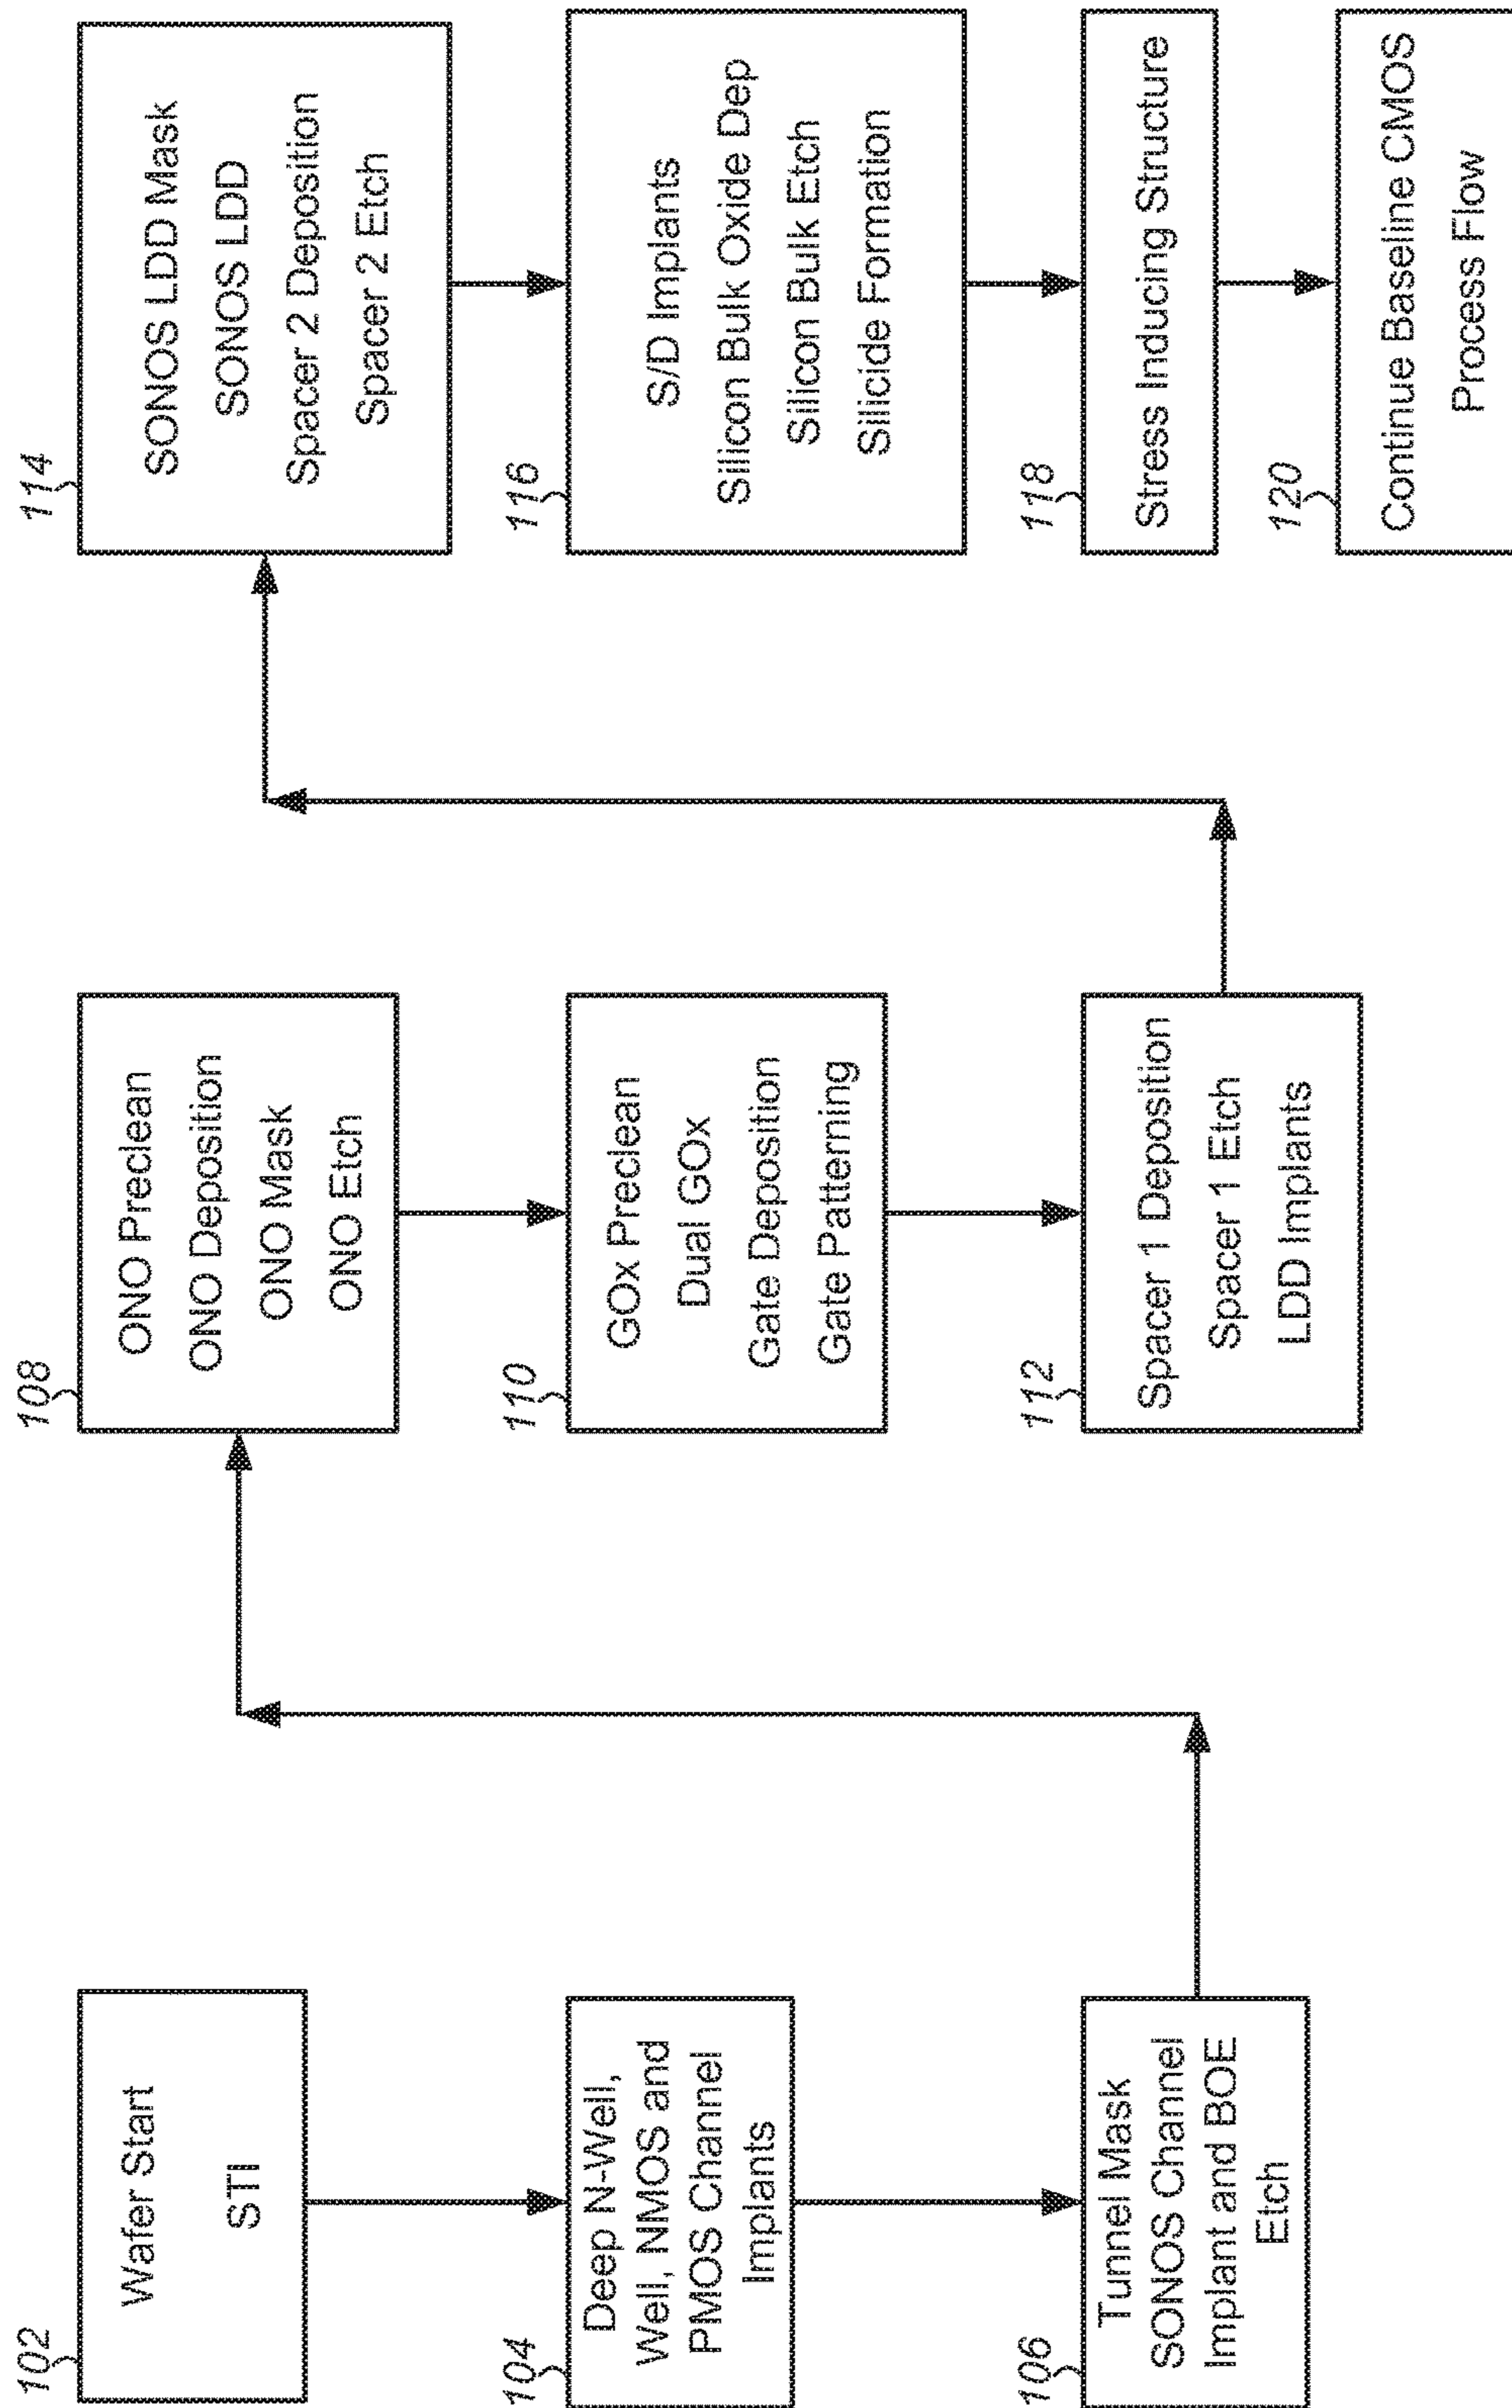 102
Wafer Start
STI
104
Deep N-Well,
Well, NMOS and
PMOS Channel
Implants
106
Tunnel Mask
SONOS Channel
Implant and BOE
Etch
108
ONO Preclean
ONO Deposition
ONO Mask
ONO Etch
110
GOx Preclean
Dual GOx
Gate Deposition
Gate Patterning
112
Spacer 1 Deposition
Spacer 1 Etch
LDD Implants
114
SONOS LDD Mask
SONOS LDD
Spacer 2 Deposition
Spacer 2 Etch
116
S/D Implants
Silicon Bulk Oxide Dep
Silicon Bulk Etch
Silicide Formation
118
Stress Inducing Structure
120
Continue Baseline CMOS
Process Flow